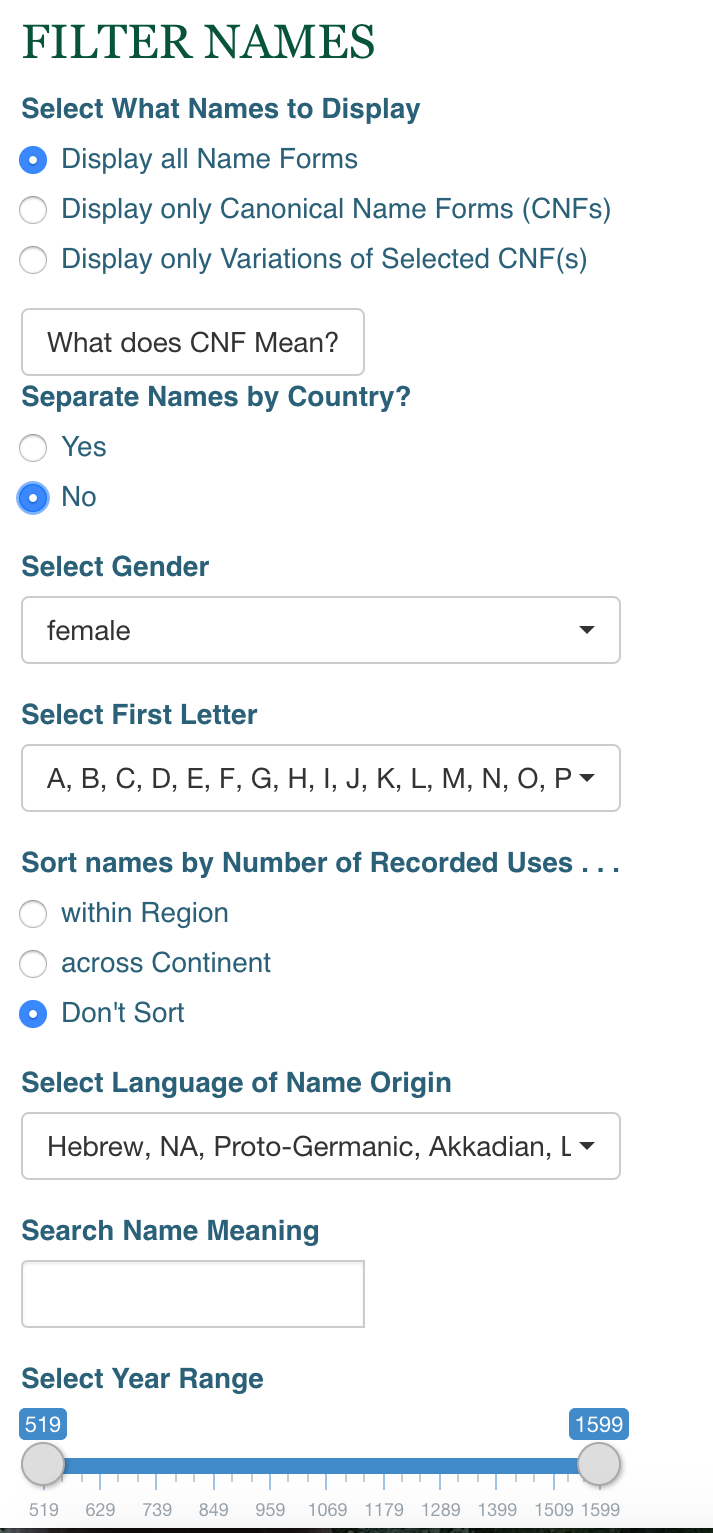 FILTER NAMES
Select What Names to Display
Display all Name Forms
Display only Canonical Name Forms (CNFs)
Display only Variations of Selected CNF(s)
What does CNF Mean?
Separate Names by Country?
Yes
No
Select Gender
female
Select First Letter
A, B, C, D, E, F, G, H, I, J, K, L, M, N, O, P
Sort names by Number of Recorded Uses . . .
within Region
across Continent
Don't Sort
Select Language of Name Origin
Hebrew, NA, Proto-Germanic, Akkadian, L
Search Name Meaning
Select Year Range
519 1599
519 629 739 849 959 1069 1179 1289 1399 1509 1599